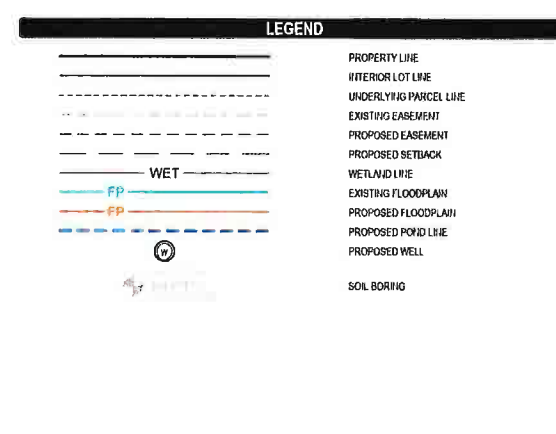 LEGEND
PROPERTY LINE
INTERIOR LOT LINE
UNDERLYING PARCEL LINE
EXISTING EASEMENT
PROPOSED EASEMENT
PROPOSED SETBACK
WET WETLAND LINE
FP EXISTING FLOODPLAIN
FP PROPOSED FLOODPLAIN
PROPOSED POND LINE
W PROPOSED WELL
SOIL BORING